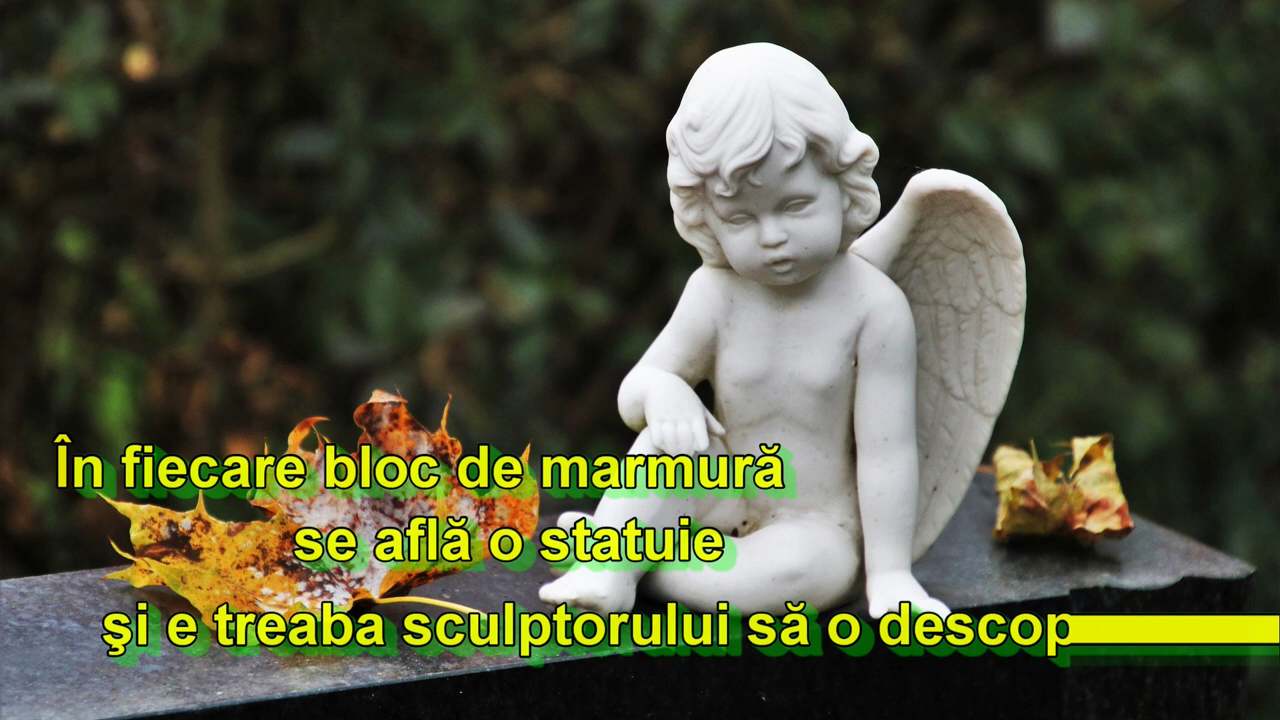 În fiecare bloc de marmură
se află o statuie
şi e treaba sculptorului să o descop